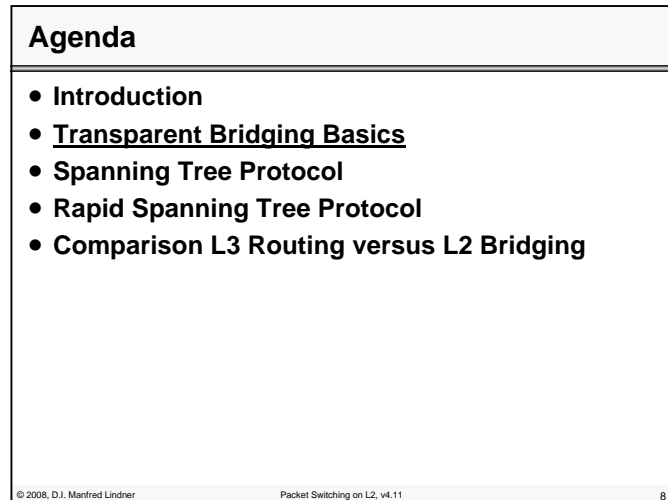 Agenda
• Introduction
• Transparent Bridging Basics
• Spanning Tree Protocol
• Rapid Spanning Tree Protocol
• Comparison L3 Routing versus L2 Bridging
© 2008, D.I. Manfred Lindner Packet Switching on L2, v4.11 8